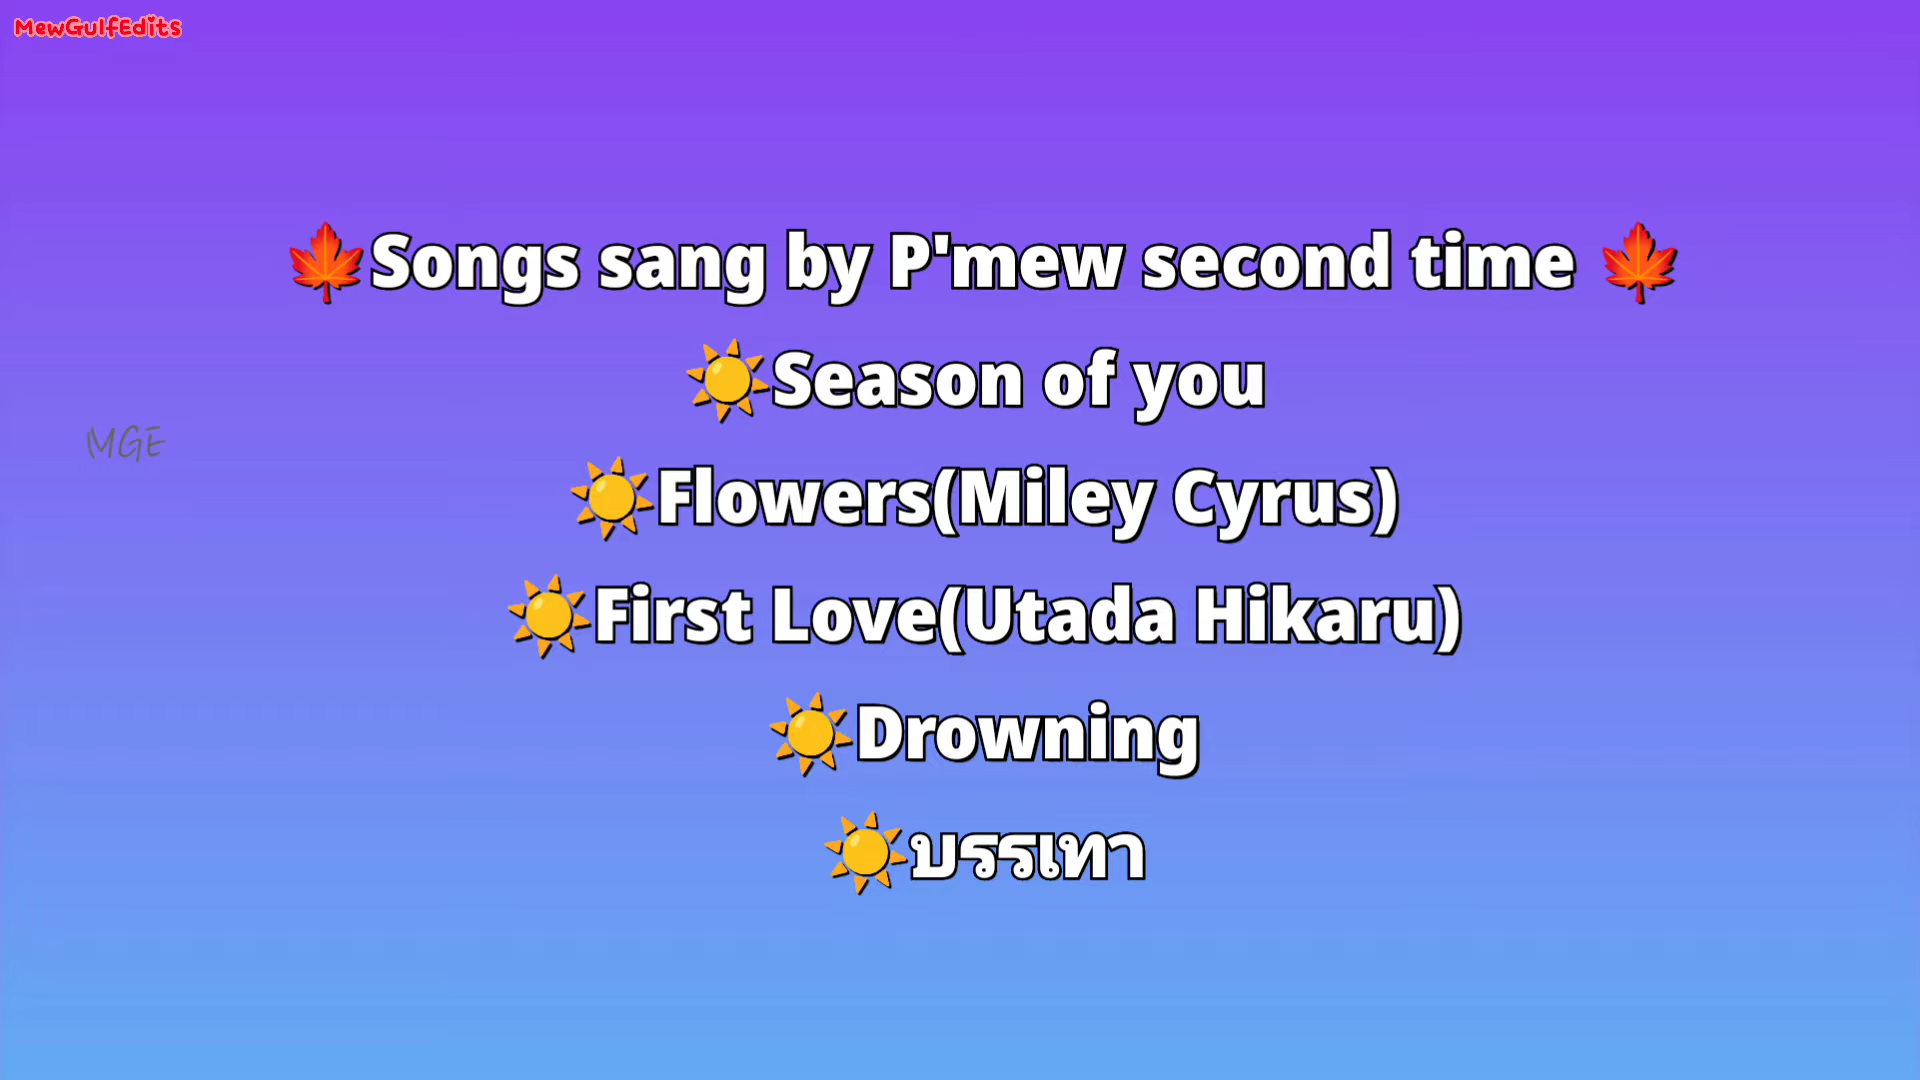 MewGulfEdits
🍁Songs sang by P'mew second time 🍁
☀️Season of you
MGE
☀️Flowers(Miley Cyrus)
☀️First Love(Utada Hikaru)
☀️Drowning
☀️บรรเทา